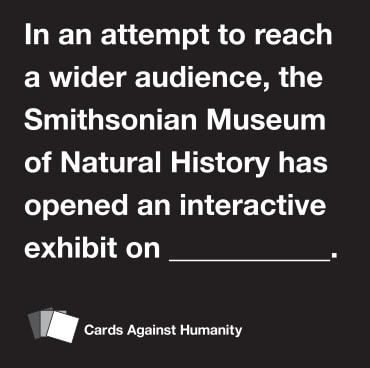 In an attempt to reach
a wider audience, the
Smithsonian Museum
of Natural History has
opened an interactive
exhibit on ___________.
Cards Against Humanity